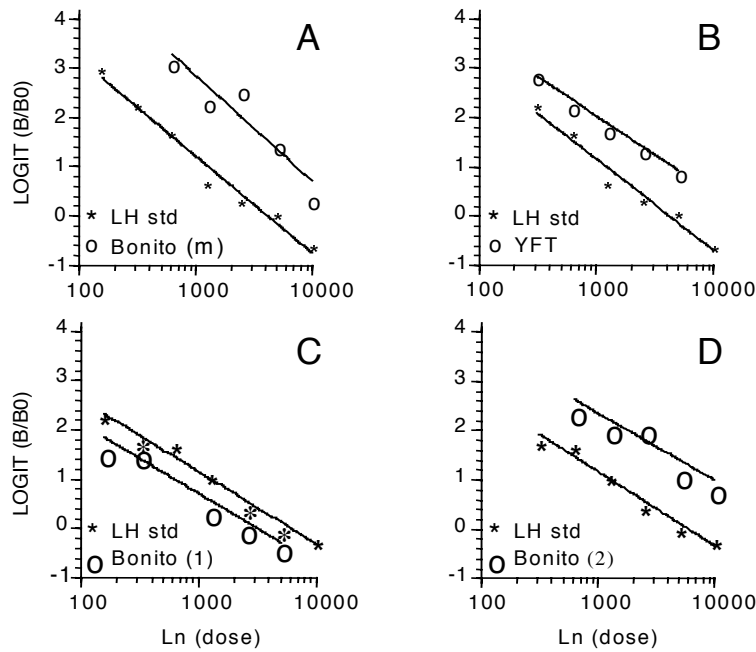 A
LOGIT (B/B0)
4
3
2
1
0
-1
* LH std
o Bonito (m)
100 1000 10000
B
4
3
2
1
0
-1
* LH std
o YFT
100 1000 10000
C
LOGIT (B/B0)
4
3
2
1
0
-1
* LH std
O Bonito (1)
100 1000 10000
Ln (dose)
D
4
3
2
1
0
-1
* LH std
O Bonito (2)
100 1000 10000
Ln (dose)